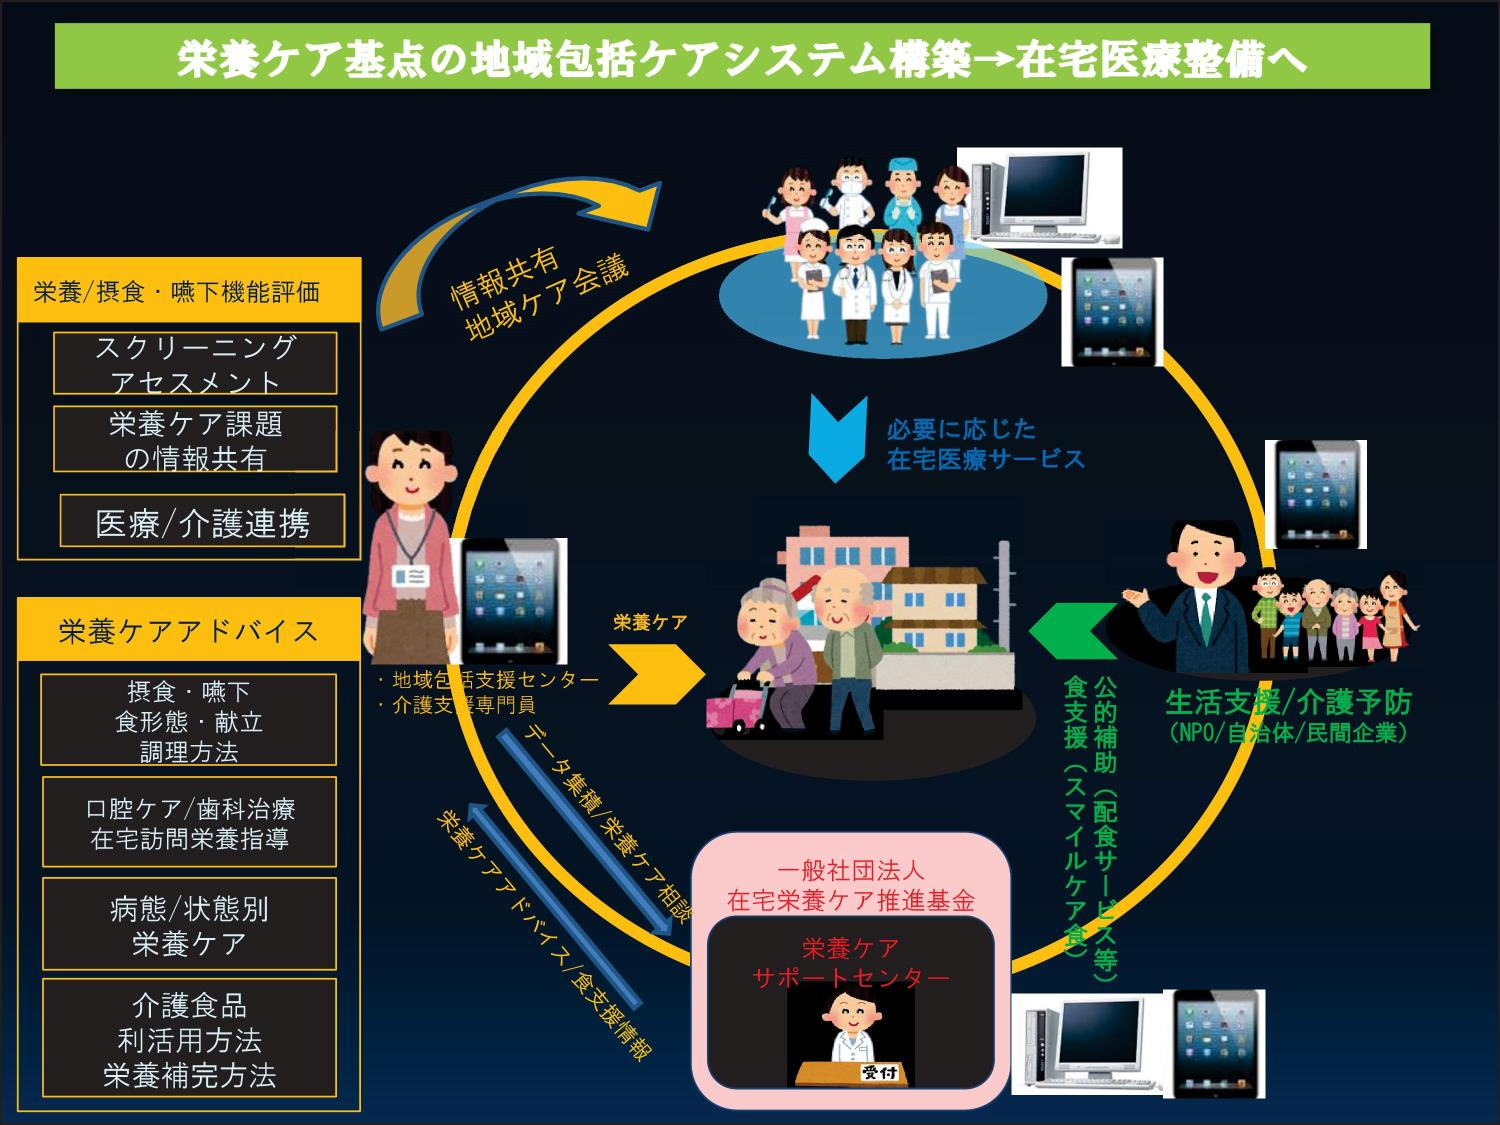 栄養ケア基点の地域包括ケアシステム構築→在宅医療整備へ
情報共有
地域ケア会議
栄養/摂食・嚥下機能評価
スクリーニング
アセスメント
栄養ケア課題
の情報共有
医療/介護連携
栄養ケアアドバイス
摂食・嚥下
食形態・献立
調理方法
口腔ケア/歯科治療
在宅訪問栄養指導
病態/状態別
栄養ケア
介護食品
利活用方法
栄養補完方法
必要に応じた
在宅医療サービス
栄養ケア
・地域包括支援センター
・介護支援専門員
データ集積/栄養ケア相談
栄養ケアアドバイス/食支援情報
公的補助（配食サービス等）
食支援（スマイルケア食）
生活支援/介護予防
（NPO/自治体/民間企業）
一般社団法人
在宅栄養ケア推進基金
栄養ケア
サポートセンター
受付